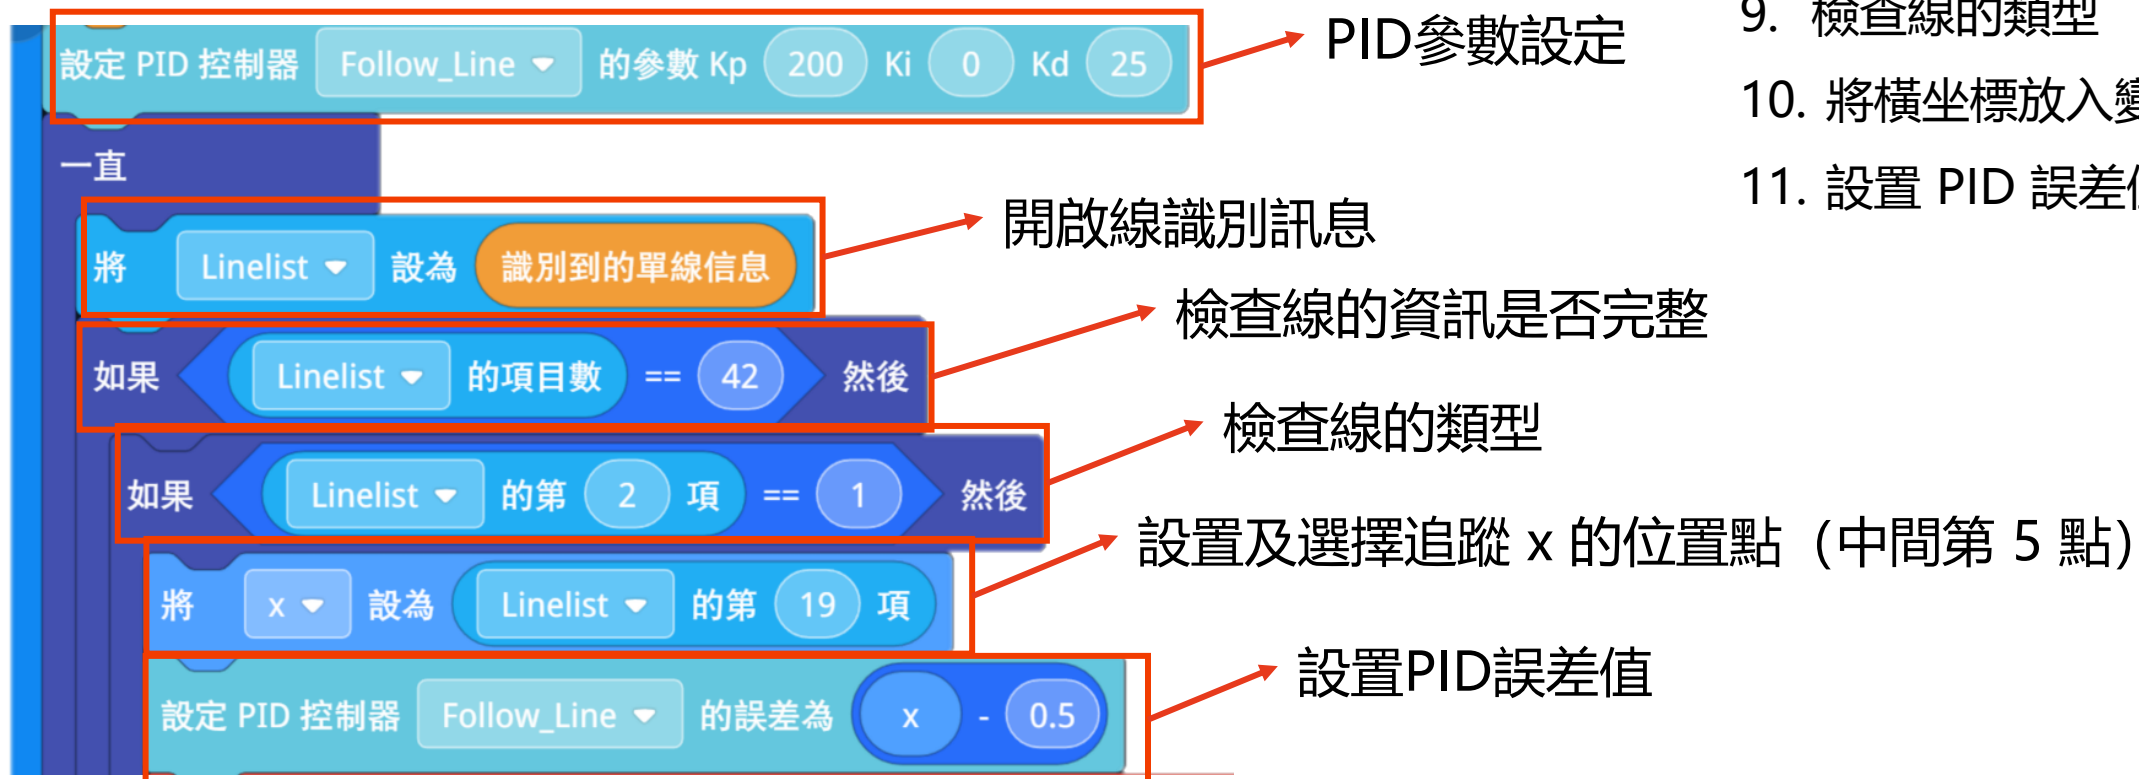 設定 PID 控制器 Follow_Line 的參數 Kp 200 Ki 0 Kd 25
PID參數設定
一直
將 Linelist 設為 識別到的單線信息
開啟線識別訊息
如果 Linelist 的項目數 == 42 然後
檢查線的資訊是否完整
如果 Linelist 的第 2 項 == 1 然後
檢查線的類型
將 x 設為 Linelist 的第 19 項
設置及選擇追蹤 x 的位置點（中間第 5 點）
設定 PID 控制器 Follow_Line 的誤差為 x - 0.5
設置PID誤差值
9. 檢查線的類型
10. 將橫坐標放入
11. 設置 PID 誤差